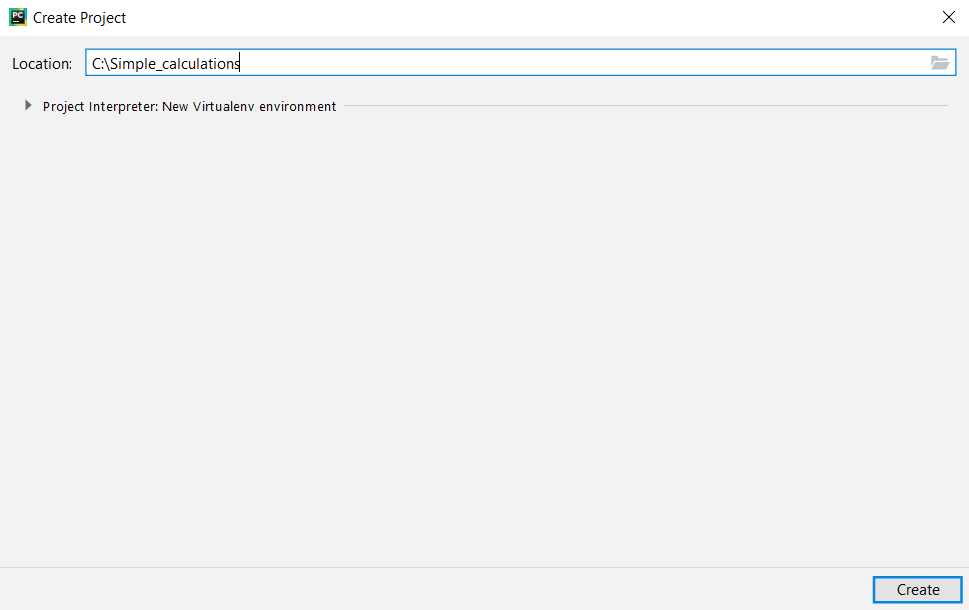 PC Create Project
Location: C:\Simple_calculations
Project Interpreter: New Virtualenv environment
Create